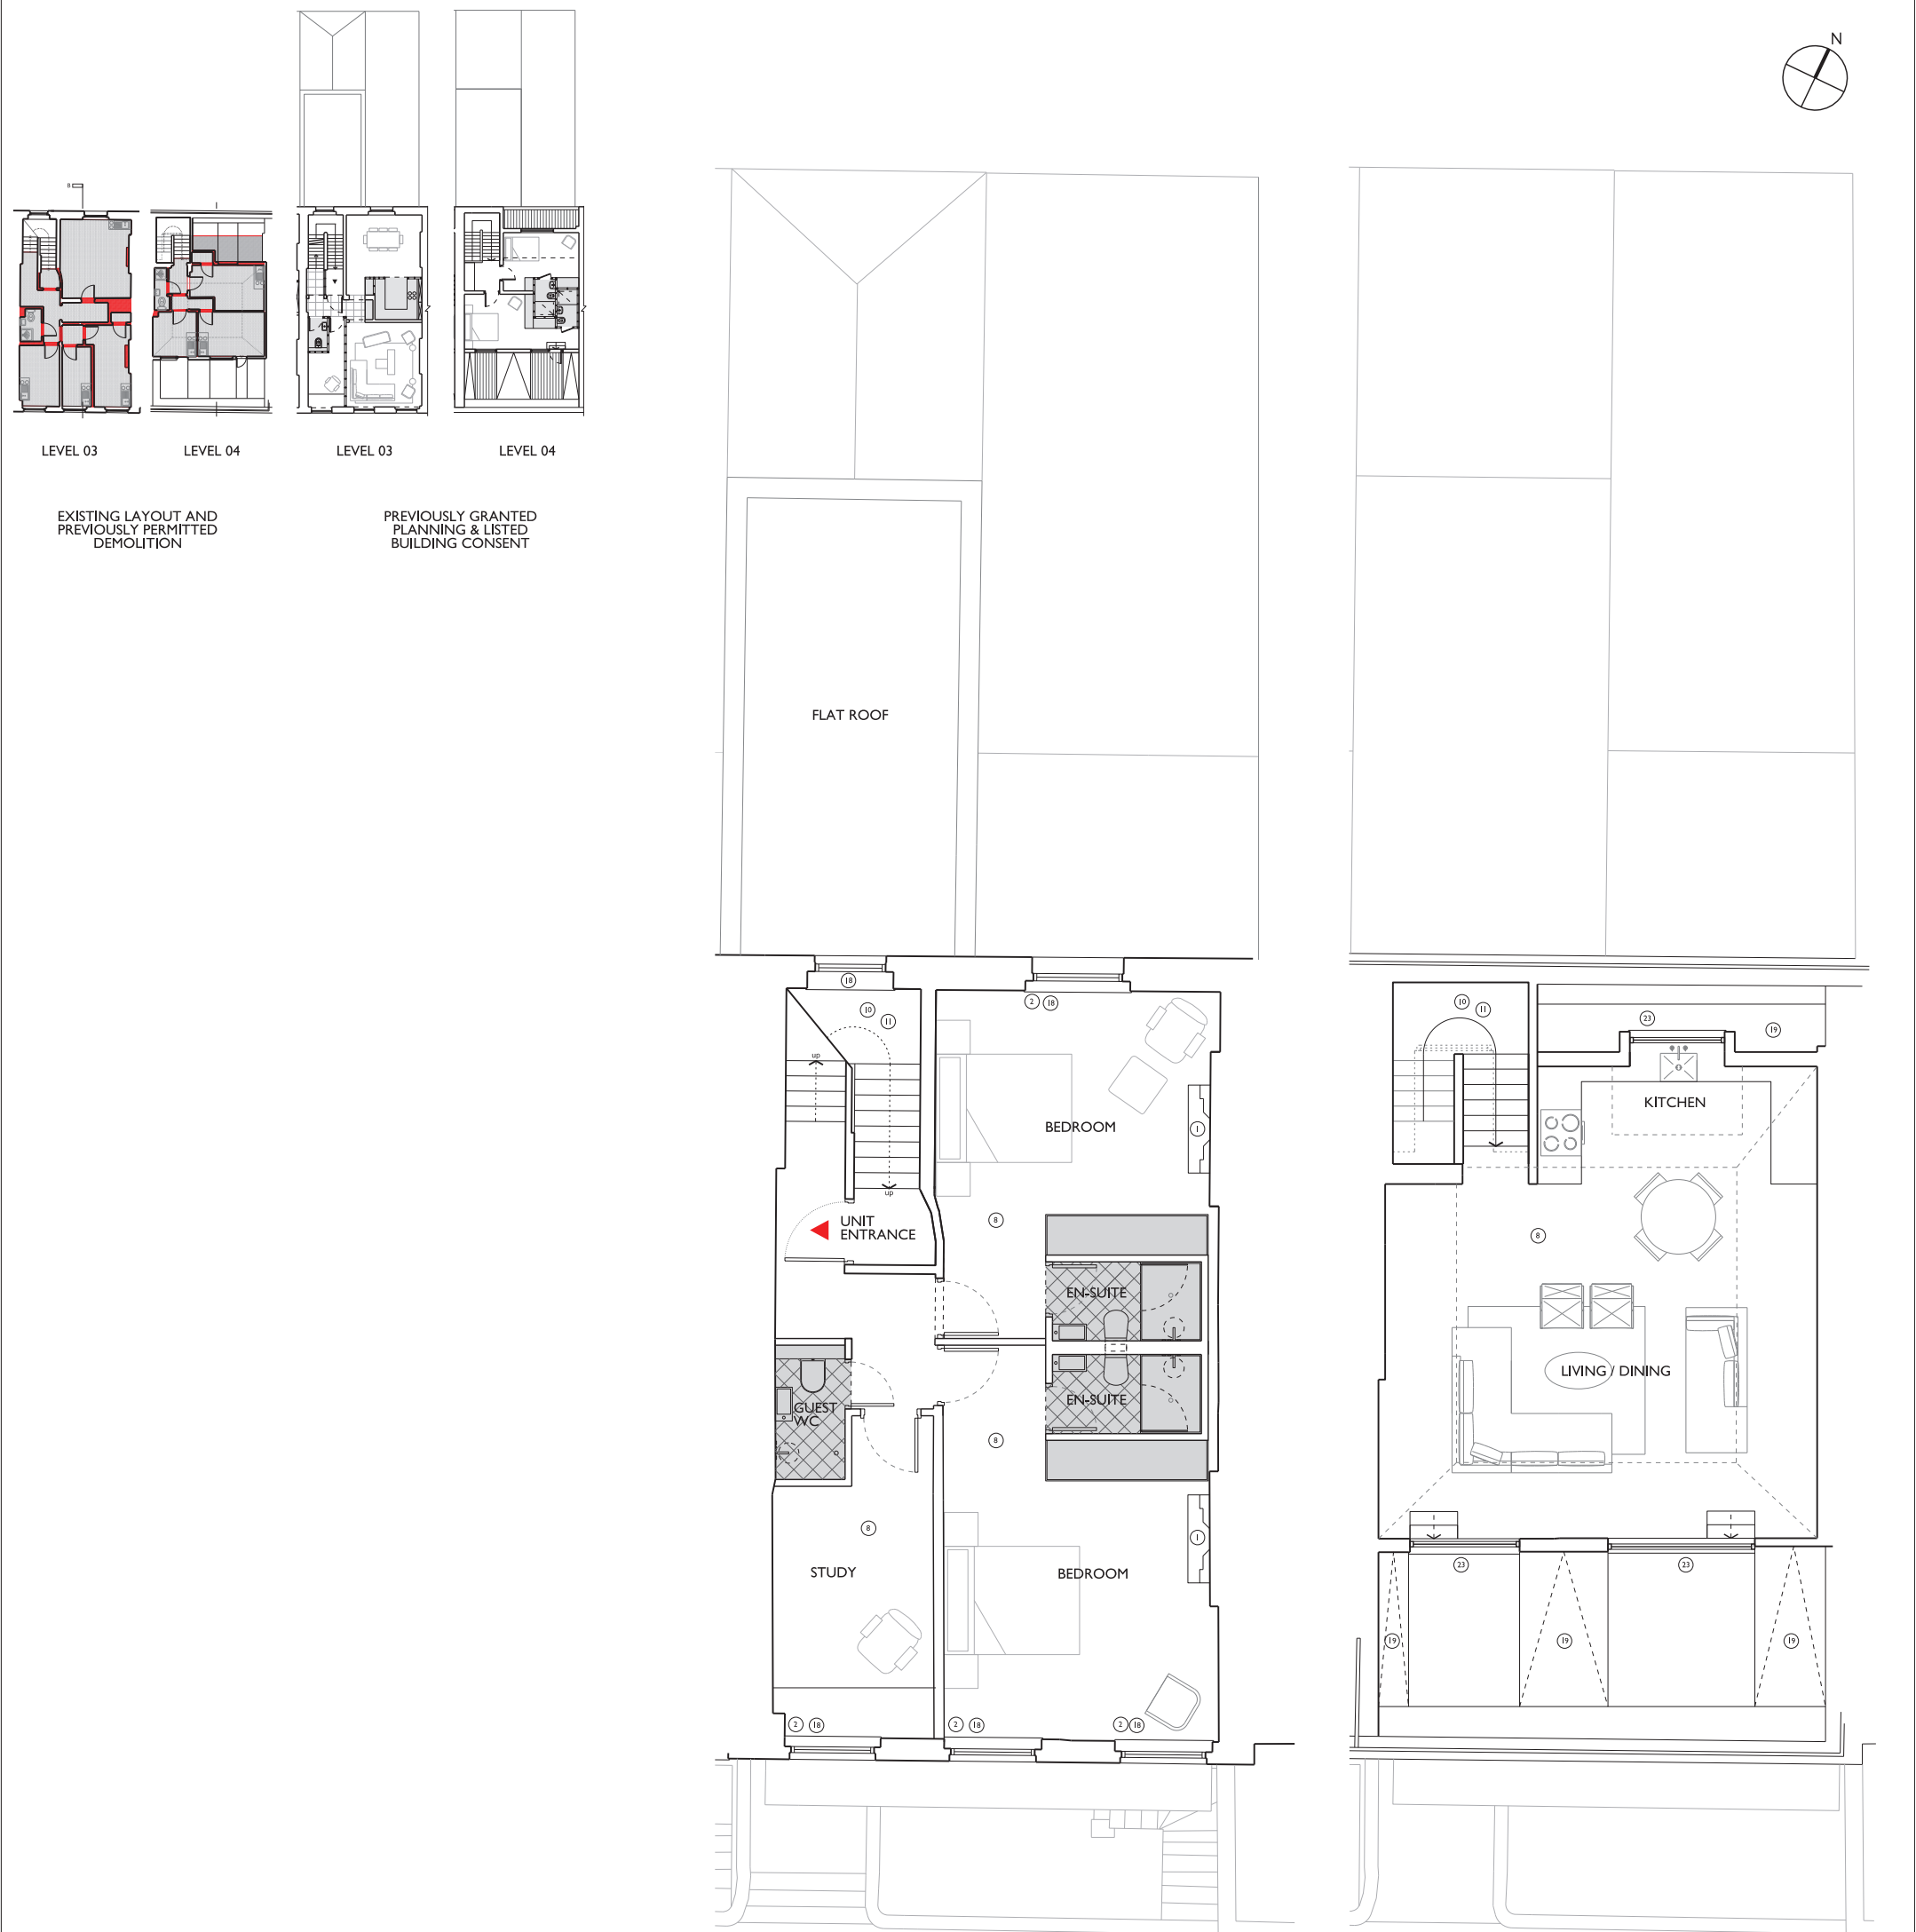 N
LEVEL 03
LEVEL 04
LEVEL 03
LEVEL 04
EXISTING LAYOUT AND
PREVIOUSLY PERMITTED
DEMOLITION
PREVIOUSLY GRANTED
PLANNING & LISTED
BUILDING CONSENT
FLAT ROOF
18
10
11
2 18
up
up
BEDROOM
1
UNIT
ENTRANCE
8
EN-SUITE
EN-SUITE
GUEST
WC
8
8
1
STUDY
BEDROOM
2 18
2 18
2 18
10
11
23
19
KITCHEN
8
LIVING / DINING
23
23
19
19
19